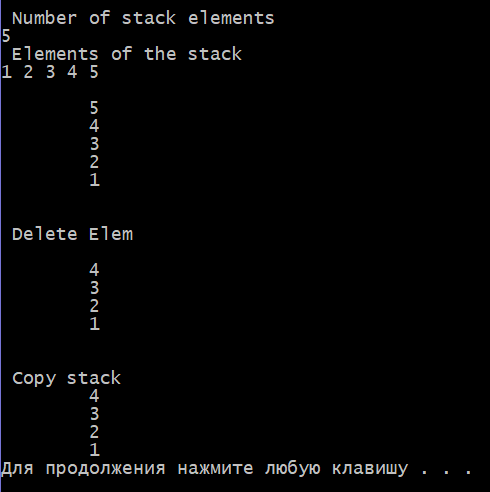 Number of stack elements
5
Elements of the stack
1 2 3 4 5
5
4
3
2
1
Delete Elem
4
3
2
1
Copy stack
4
3
2
1
Для продолжения нажмите любую клавишу . . .